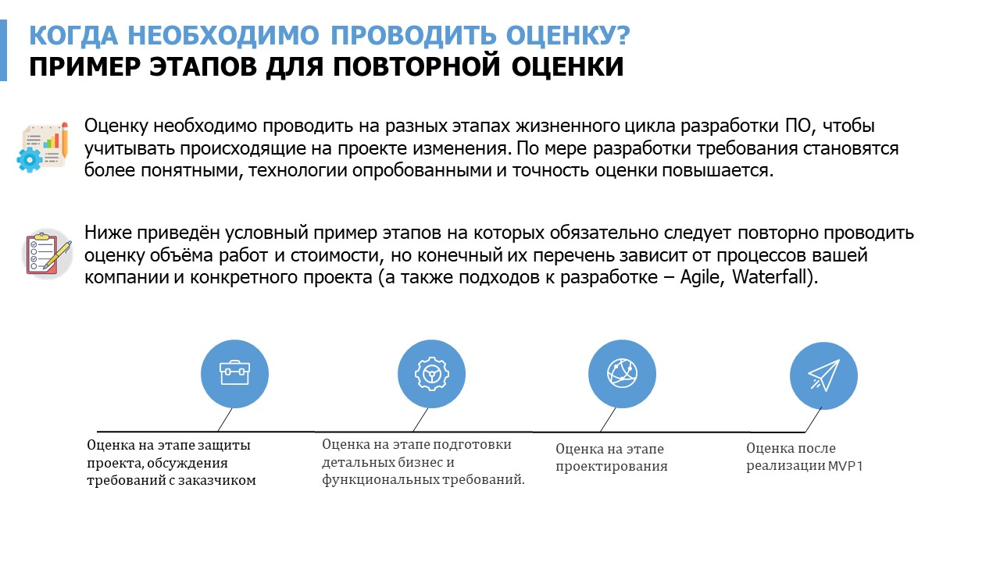 КОГДА НЕОБХОДИМО ПРОВОДИТЬ ОЦЕНКУ?
ПРИМЕР ЭТАПОВ ДЛЯ ПОВТОРНОЙ ОЦЕНКИ
Оценку необходимо проводить на разных этапах жизненного цикла разработки ПО, чтобы
учитывать происходящие на проекте изменения. По мере разработки требования становятся
более понятными, технологии опробованными и точность оценки повышается.
Ниже приведён условный пример этапов на которых обязательно следует повторно проводить
оценку объёма работ и стоимости, но конечный их перечень зависит от процессов вашей
компании и конкретного проекта (а также подходов к разработке – Agile, Waterfall).
Оценка на этапе защиты
проекта, обсуждения
требований с заказчиком
Оценка на этапе подготовки
детальных бизнес и
функциональных требований.
Оценка на этапе
проектирования
Оценка после
реализации MVP1